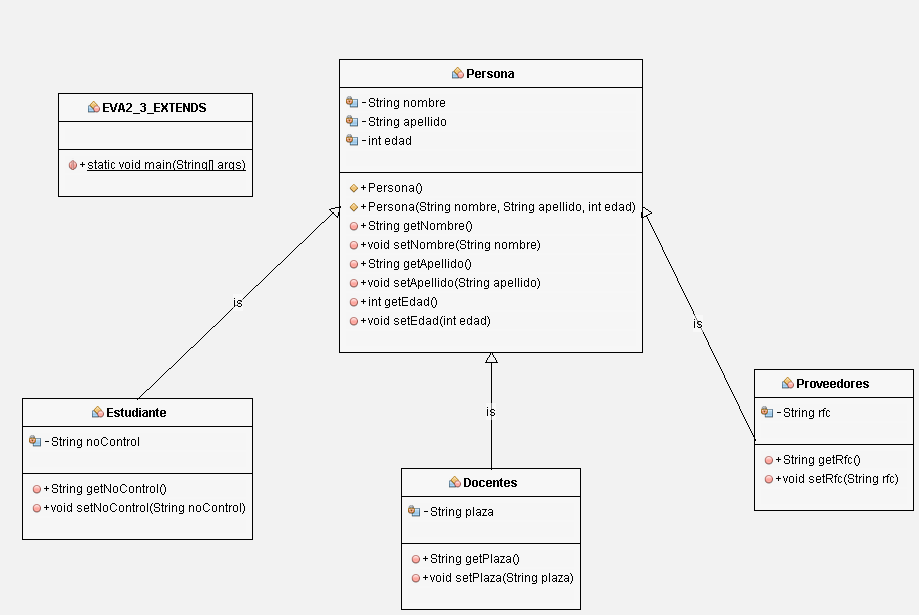 EVA2_3_EXTENDS
+static void main(String[] args)
Persona
-String nombre
-String apellido
-int edad
+Persona()
+Persona(String nombre, String apellido, int edad)
+String getNombre()
+void setNombre(String nombre)
+String getApellido()
+void setApellido(String apellido)
+int getEdad()
+void setEdad(int edad)
is
is
is
Estudiante
-String noControl
+String getNoControl()
+void setNoControl(String noControl)
Docentes
-String plaza
+String getPlaza()
+void setPlaza(String plaza)
Proveedores
-String rfc
+String getRfc()
+void setRfc(String rfc)